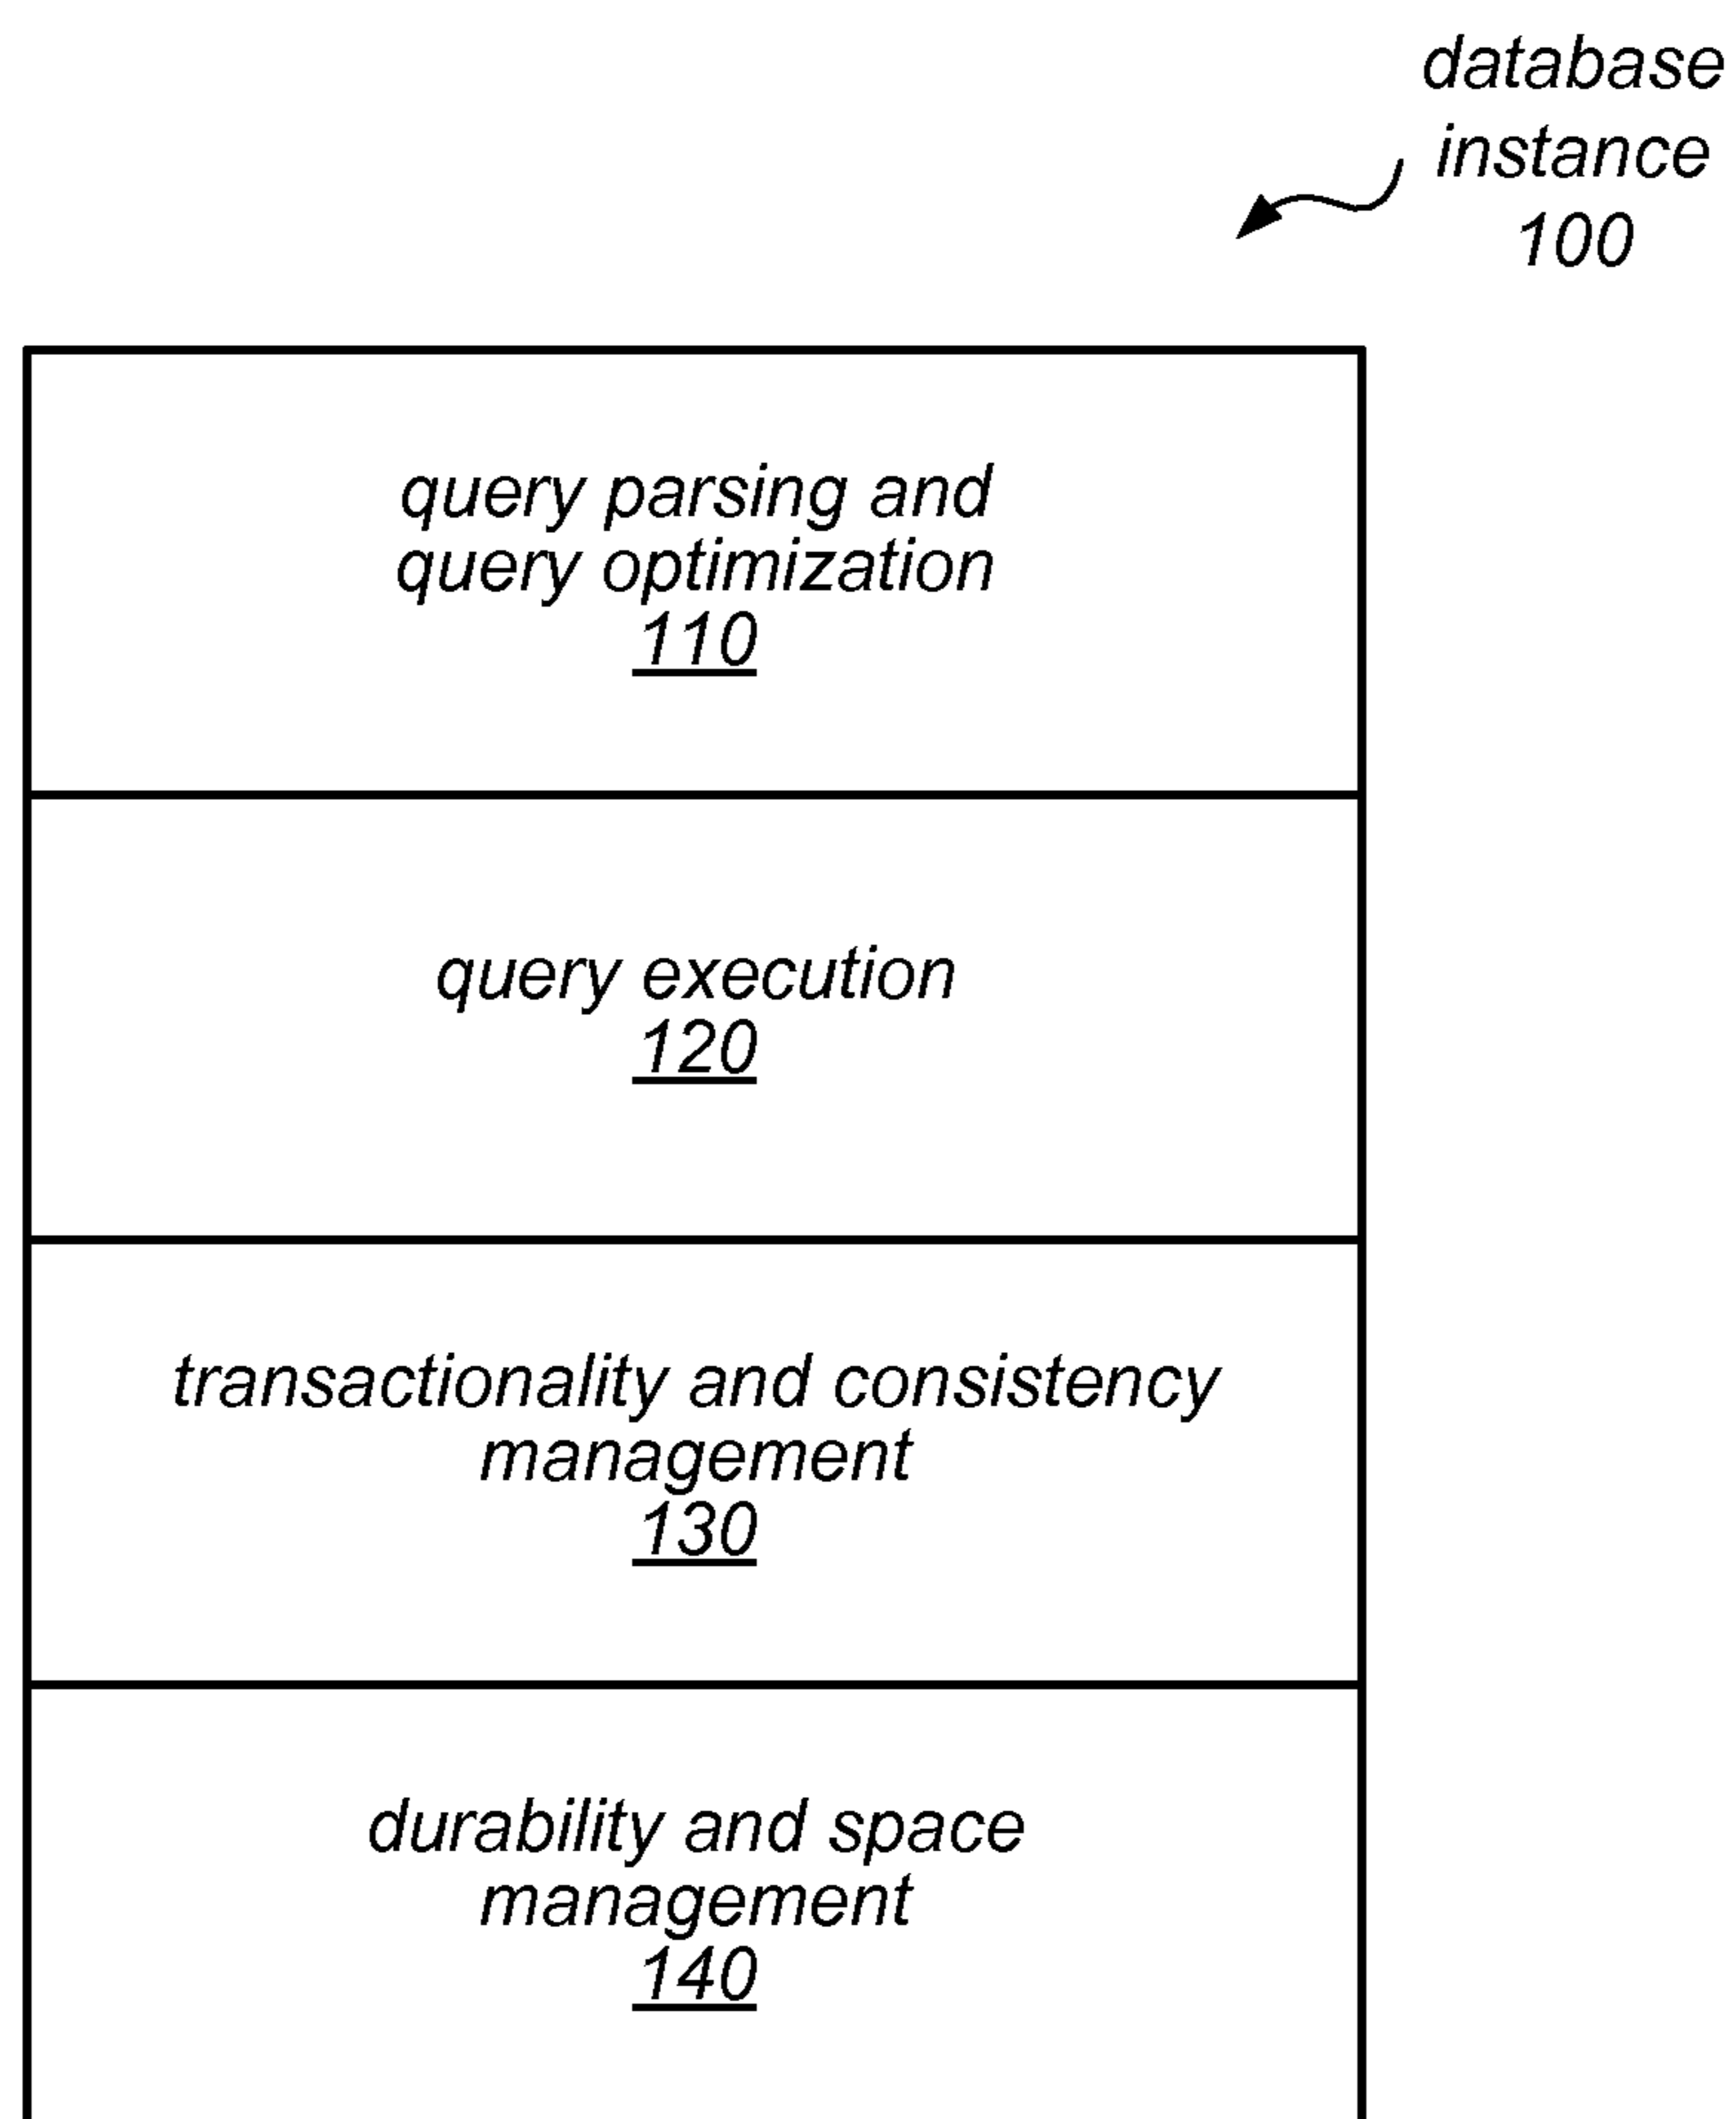 database
instance
100
query parsing and
query optimization
110
query execution
120
transactionality and consistency
management
130
durability and space
management
140